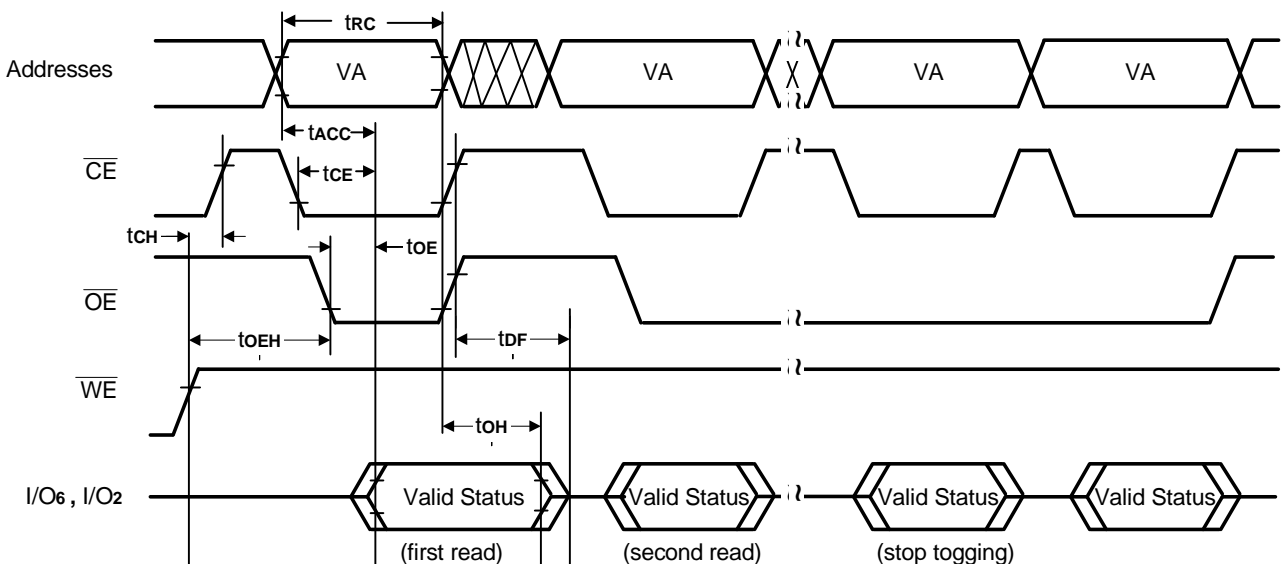 tRC
Addresses VA VA VA VA
tACC
CE tCE
tCH
tOE
OE
tOEH tDF
WE
tOH
I/O6 , I/O2 Valid Status Valid Status Valid Status Valid Status
(first read) (second read) (stop togging)